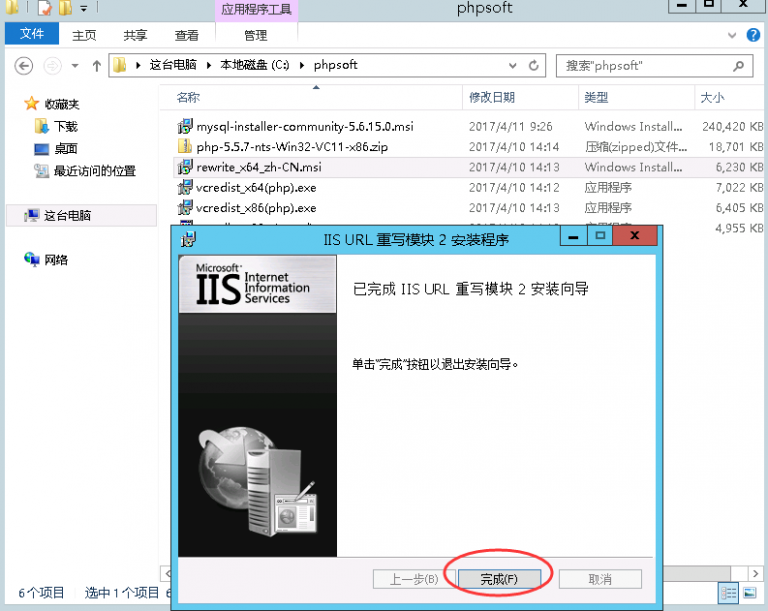 应用程序工具
phpsoft
文件 主页 共享 查看 管理
这台电脑 本地磁盘 (C:) phpsoft
搜索"phpsoft"
名称 修改日期 类型 大小
收藏夹
下载
桌面
最近访问的位置
这台电脑
网络
mysql-installer-community-5.6.15.0.msi 2017/4/11 9:26 Windows Install... 240,420 KB
php-5.5.7-nts-Win32-VC11-x86.zip 2017/4/10 14:14 压缩(zipped)文件... 18,701 KB
rewrite_x64_zh-CN.msi 2017/4/10 14:13 Windows Install... 6,230 KB
vcredist_x64(php).exe 2017/4/10 14:12 应用程序 7,022 KB
vcredist_x86(php).exe 2017/4/10 14:13 应用程序 6,405 KB
4,955 KB
IIS URL 重写模块 2 安装程序
Microsoft
IIS Internet
Information
Services
已完成 IIS URL 重写模块 2 安装向导
单击"完成"按钮以退出安装向导。
上一步(B) 完成(F) 取消
6 个项目 选中 1 个项目